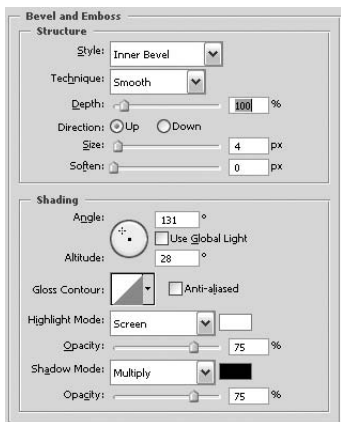 Bevel and Emboss
Structure
Style: Inner Bevel
Technique: Smooth
Depth: 100 %
Direction: Up Down
Size: 4 px
Soften: 0 px
Shading
Angle: 131 °
Use Global Light
Altitude: 28 °
Gloss Contour: Anti-aliased
Highlight Mode: Screen
Opacity: 75 %
Shadow Mode: Multiply
Opacity: 75 %